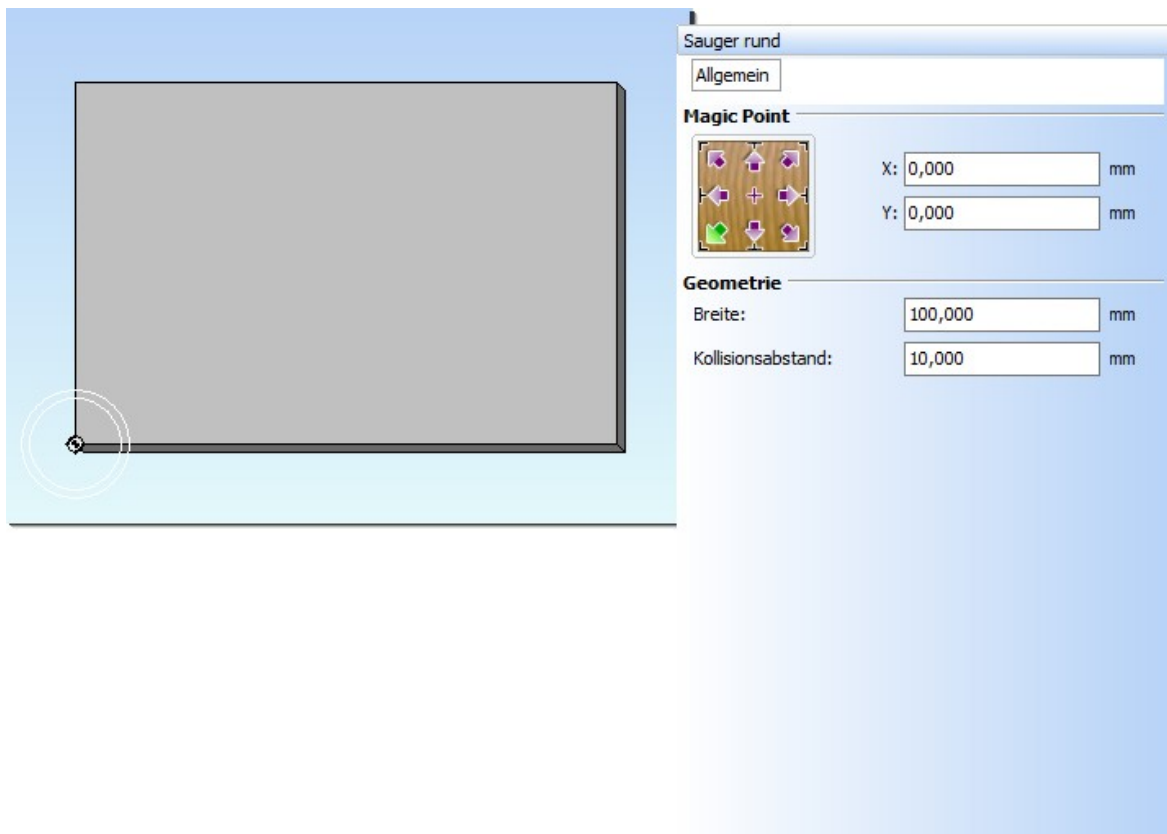 Sauger rund
Allgemein
Magic Point
X: 0,000 mm
Y: 0,000 mm
Geometrie
Breite: 100,000 mm
Kollisionsabstand: 10,000 mm